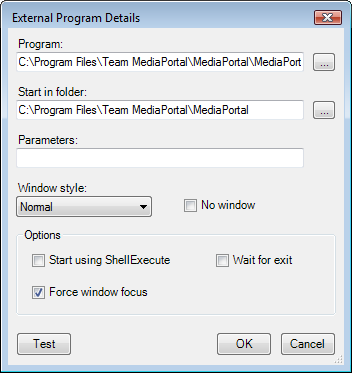 External Program Details
Program:
C:\Program Files\Team MediaPortal\MediaPortal\MediaPort
...
Start in folder:
C:\Program Files\Team MediaPortal\MediaPortal
...
Parameters:
Window style:
Normal
No window
Options
Start using ShellExecute
Wait for exit
Force window focus
Test
OK
Cancel